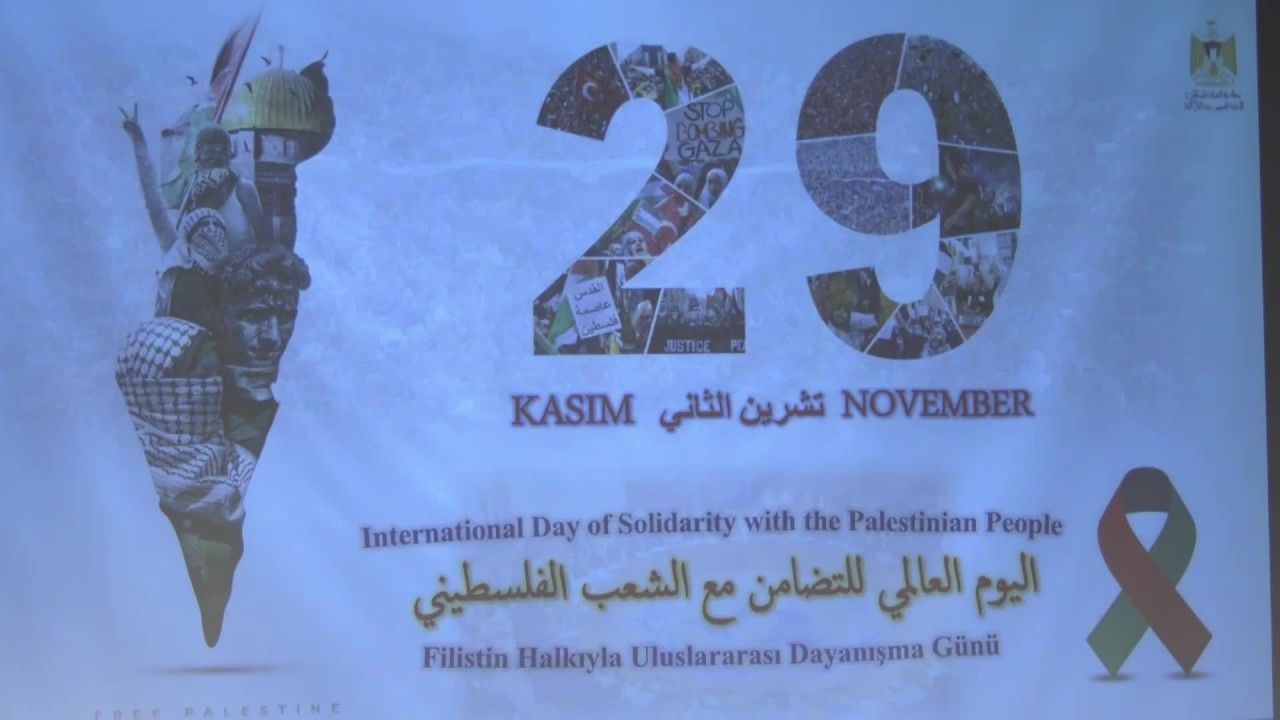 STOP
BOMBING
GAZA
القدس
عاصمة
فلسطين
JUSTICE
KASIM تشرين الثاني NOVEMBER
International Day of Solidarity with the Palestinian People
اليوم العالمي للتضامن مع الشعب الفلسطيني
Filistin Halkıyla Uluslararası Dayanışma Günü
FREE PALESTINE
29